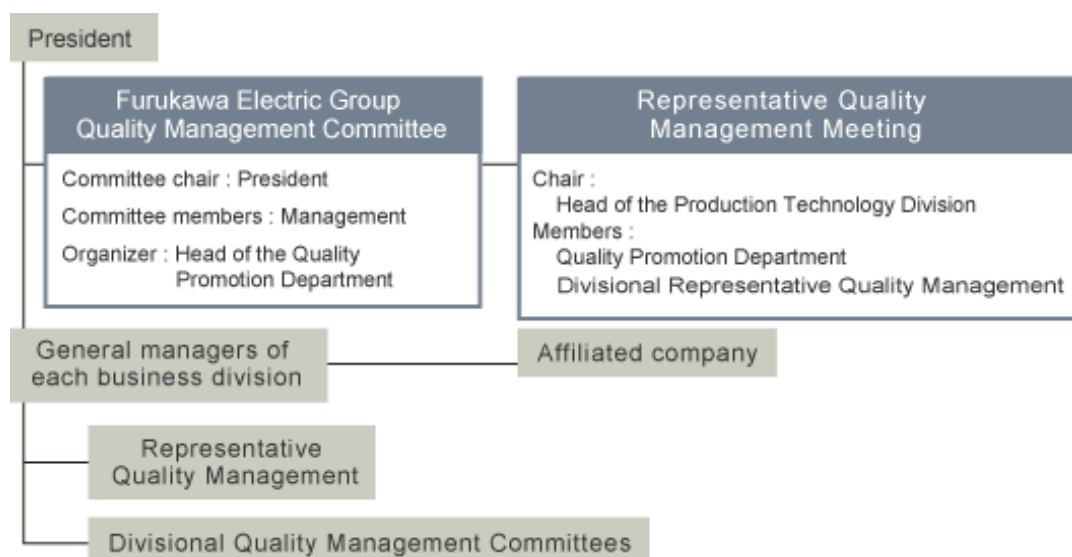 President
Furukawa Electric Group
Quality Management Committee
Committee chair : President
Committee members : Management
Organizer : Head of the Quality
Promotion Department
Representative Quality
Management Meeting
Chair :
Head of the Production Technology Division
Members :
Quality Promotion Department
Divisional Representative Quality Management
General managers of
each business division
Affiliated company
Representative
Quality Management
Divisional Quality Management Committees